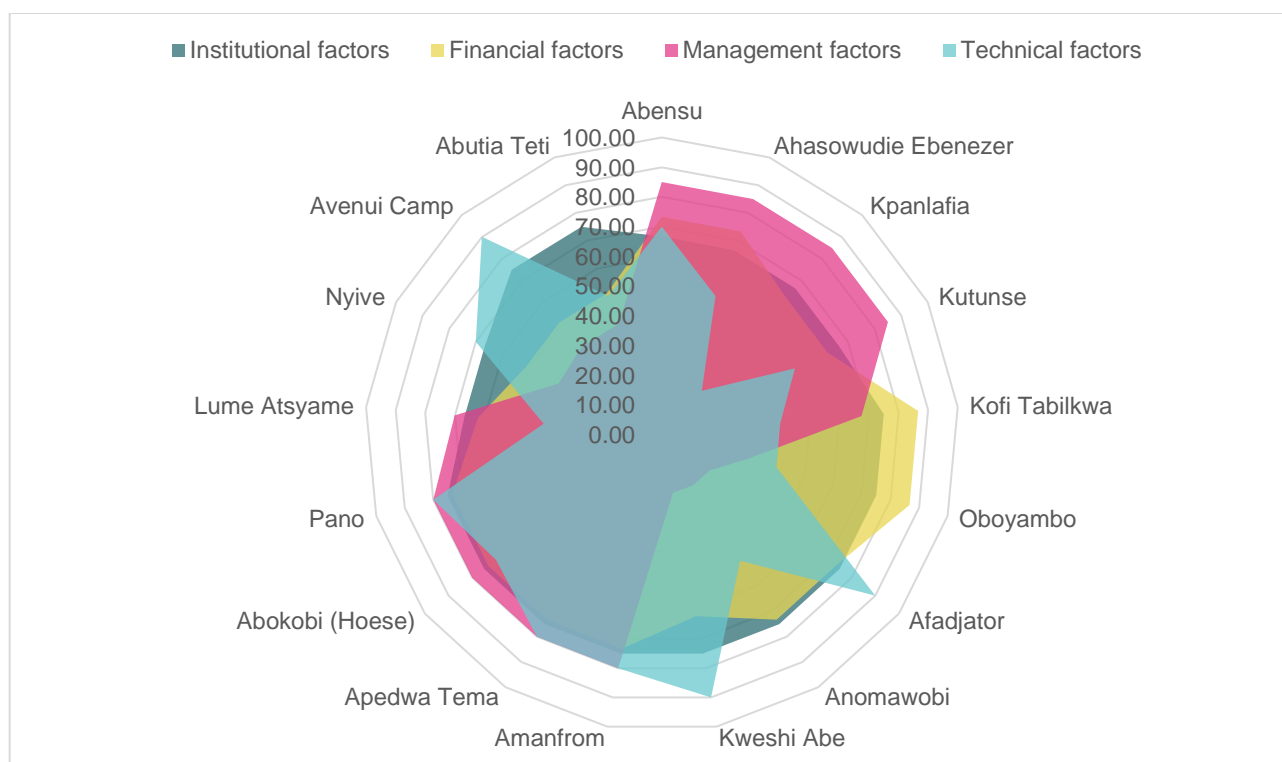 Institutional factors Financial factors Management factors Technical factors
Abensu
Ahasowudie Ebenezer
Kpanlafia
Kutunse
Kofi Tabilkwa
Oboyambo
Afadjator
Anomawobi
Kweshi Abe
Amanfrom
Apedwa Tema
Abokobi (Hoese)
Pano
Lume Atsyame
Nyive
Avenui Camp
Abutia Teti
100.00
90.00
80.00
70.00
60.00
50.00
40.00
30.00
20.00
10.00
0.00